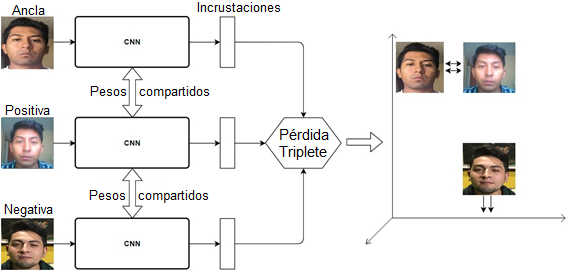 Ancla
Incrustaciones
CNN
Pesos compartidos
Positiva
CNN
Pérdida
Triplete
Pesos compartidos
Negativa
CNN